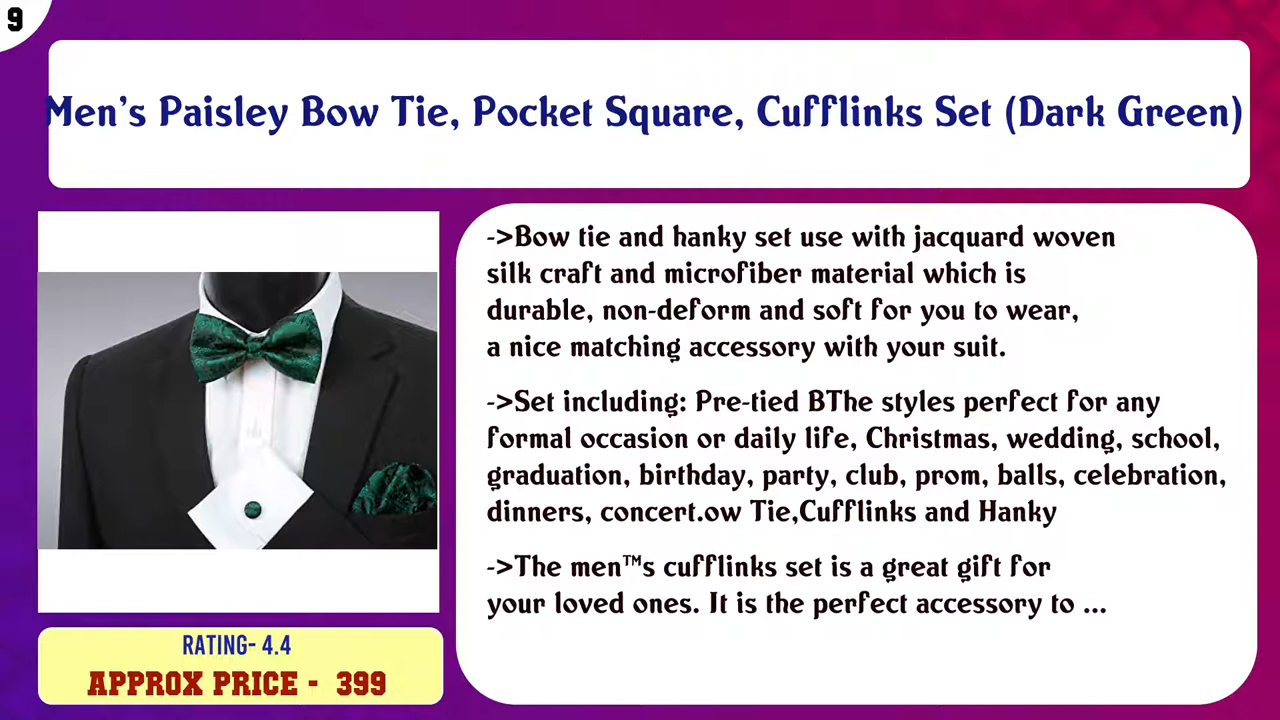 9
Men's Paisley Bow Tie, Pocket Square, Cufflinks Set (Dark Green)
->Bow tie and hanky set use with jacquard woven
silk craft and microfiber material which is
durable, non-deform and soft for you to wear,
a nice matching accessory with your suit.
->Set including: Pre-tied BThe styles perfect for any
formal occasion or daily life, Christmas, wedding, school,
graduation, birthday, party, club, prom, balls, celebration,
dinners, concert.ow Tie,Cufflinks and Hanky
->The men™s cufflinks set is a great gift for
your loved ones. It is the perfect accessory to ...
RATING- 4.4
APPROX PRICE - 399